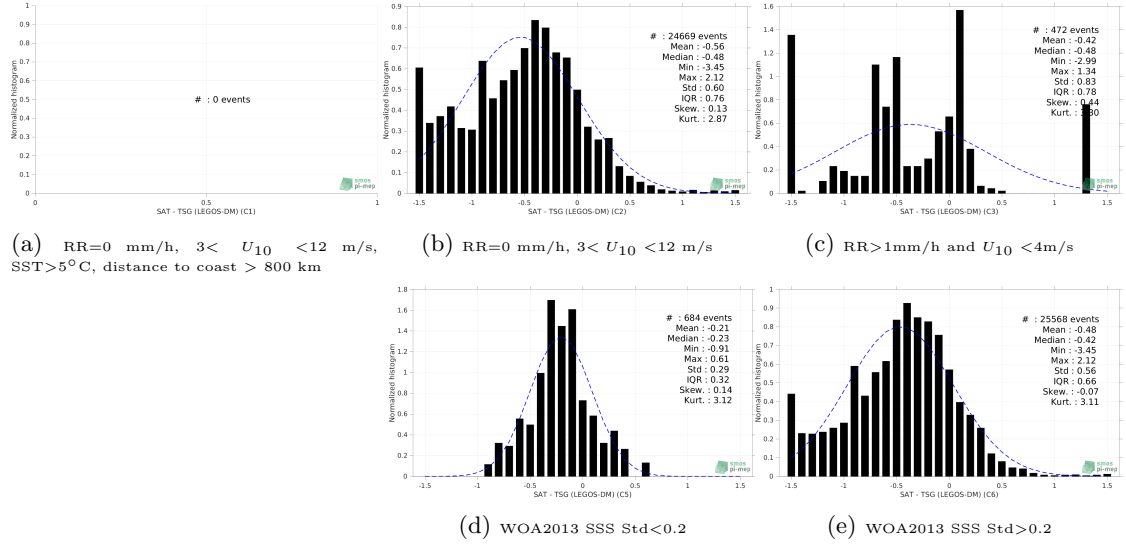 1
0.9
0.8
0.7
0.6
0.5
0.4
0.3
0.2
0.1
0
Normalized histogram
# : 0 events
smos
pi-mep
0 0.5 1
SAT - TSG (LEGOS-DM) (C1)
(a) RR=0 mm/h, 3< U10 <12 m/s,
SST>5°C, distance to coast > 800 km
0.9
0.8
0.7
0.6
0.5
0.4
0.3
0.2
0.1
0
Normalized histogram
# : 24669 events
Mean : -0.56
Median : -0.48
Min : -3.45
Max : 2.12
Std : 0.60
IQR : 0.76
Skew. : 0.13
Kurt. : 2.87
smos
pi-mep
-1.5 -1 -0.5 0 0.5 1 1.5
SAT - TSG (LEGOS-DM) (C2)
(b) RR=0 mm/h, 3< U10 <12 m/s
1.6
1.4
1.2
1
0.8
0.6
0.4
0.2
0
Normalized histogram
# : 472 events
Mean : -0.42
Median : -0.48
Min : -2.99
Max : 1.34
Std : 0.83
IQR : 0.78
Skew. : 0.44
Kurt. :
smos
pi-mep
-1.5 -1 -0.5 0 0.5 1 1.5
SAT - TSG (LEGOS-DM) (C3)
(c) RR>1mm/h and U10 <4m/s
1.8
1.6
1.4
1.2
1
0.8
0.6
0.4
0.2
0
Normalized histogram
# : 684 events
Mean : -0.21
Median : -0.23
Min : -0.91
Max : 0.61
Std : 0.29
IQR : 0.32
Skew. : 0.14
Kurt. : 3.12
smos
pi-mep
-1.5 -1 -0.5 0 0.5 1 1.5
SAT - TSG (LEGOS-DM) (C5)
(d) WOA2013 SSS Std<0.2
1
0.9
0.8
0.7
0.6
0.5
0.4
0.3
0.2
0.1
0
Normalized histogram
# : 25568 events
Mean : -0.48
Median : -0.42
Min : -3.45
Max : 2.12
Std : 0.56
IQR : 0.66
Skew. : -0.07
Kurt. : 3.11
smos
pi-mep
-1.5 -1 -0.5 0 0.5 1 1.5
SAT - TSG (LEGOS-DM) (C6)
(e) WOA2013 SSS Std>0.2